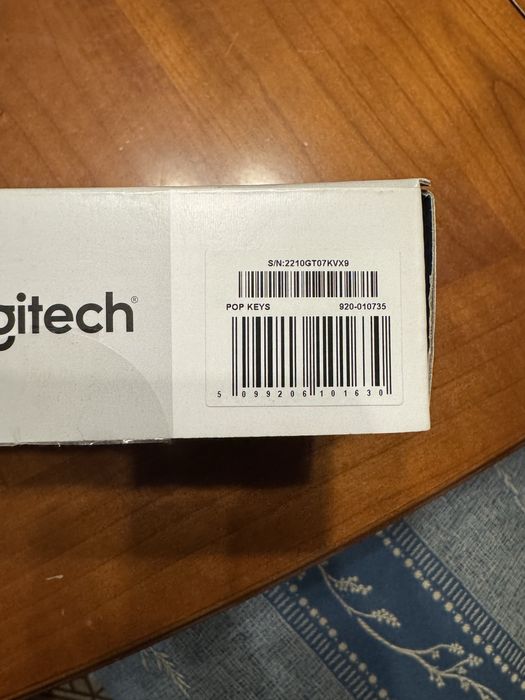 gitech®
S/N:2210GT07KVX9
POP KEYS 920-010735
5 099206 101630